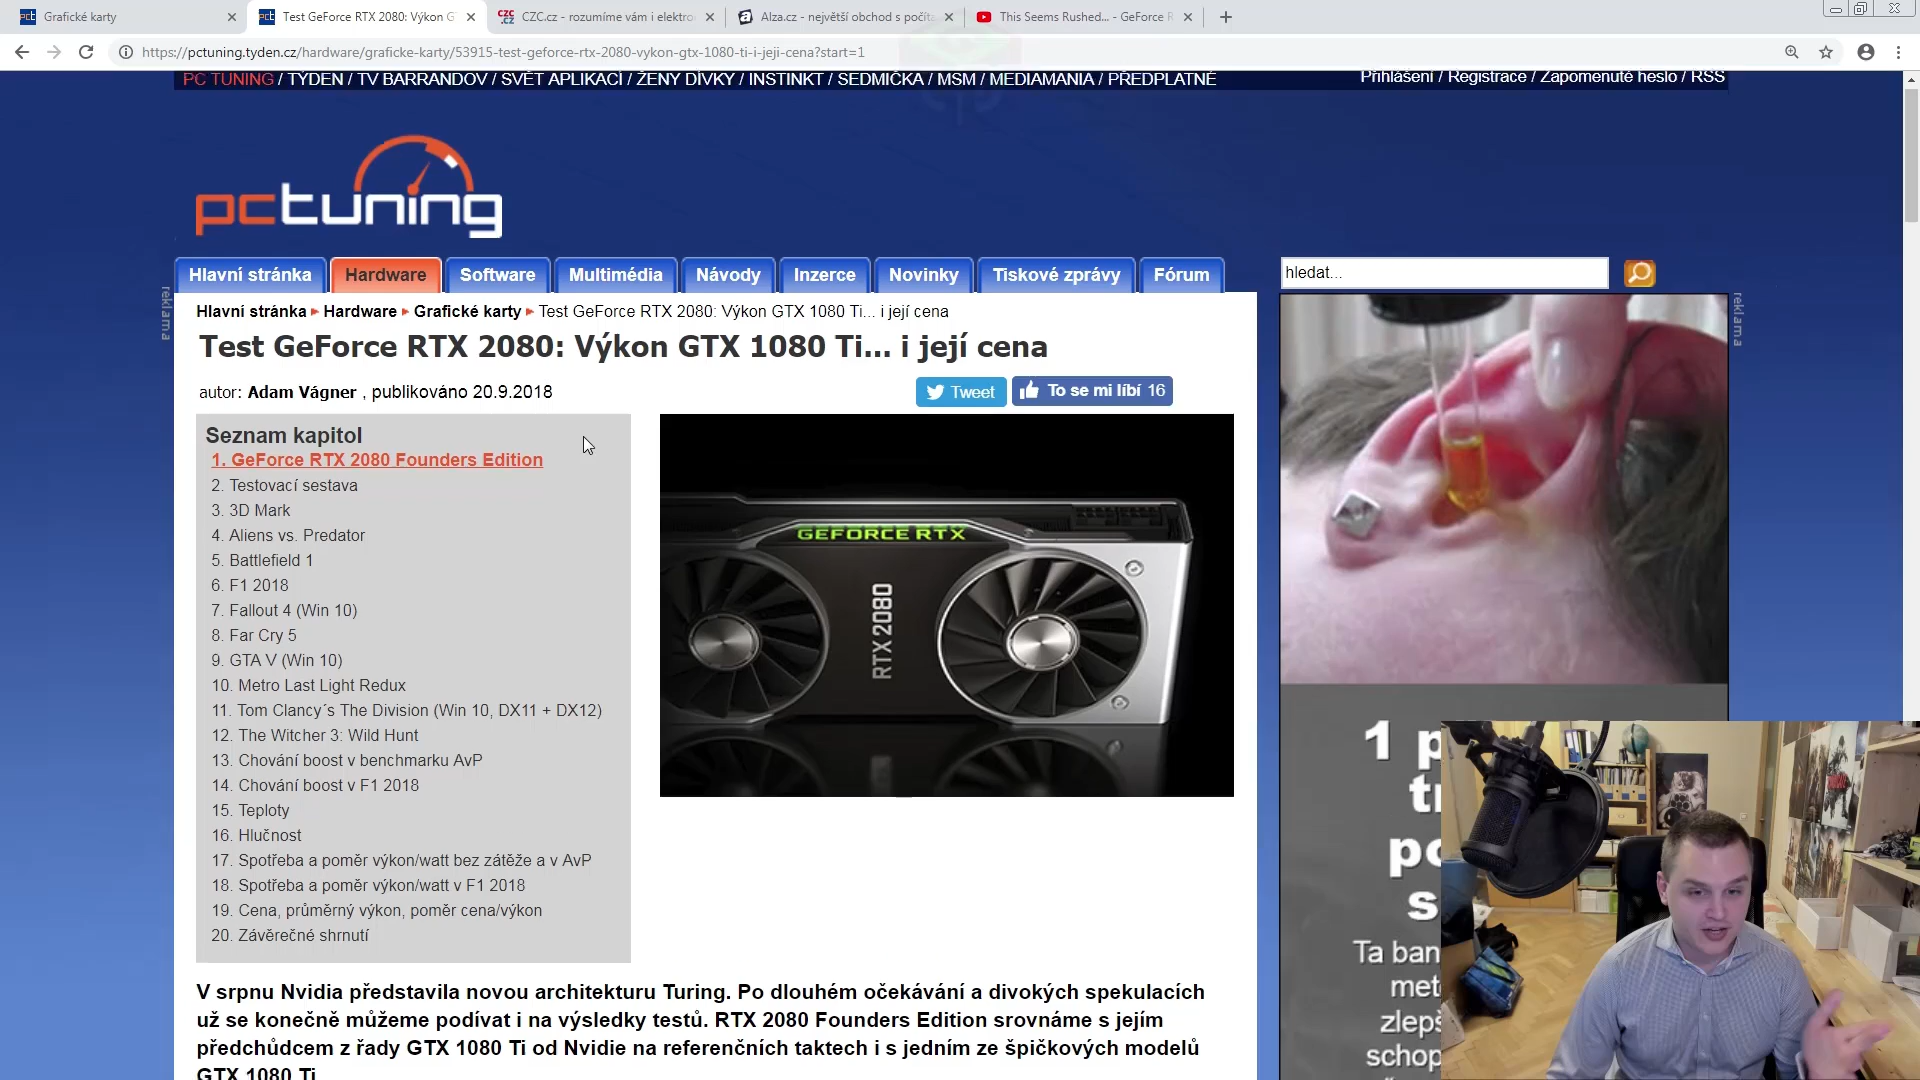 Grafické karty
Test GeForce RTX 2080: Výkon G
CZC.cz - rozumíme vám i elektro
Alza.cz - největší obchod s počíta
This Seems Rushed... - GeForce R
https://pctuning.tyden.cz/hardware/graficke-karty/53915-test-geforce-rtx-2080-vykon-gtx-1080-ti-i-jeji-cena?start=1
PC TUNING / TÝDEN / TV BARRANDOV / SVĚT APLIKACÍ / ŽENY DÍVKY / INSTINKT / SEDMIČKA / MSM / MEDIAMANIA / PŘEDPLATNÉ
Přihlášení / Registrace / Zapomenuté heslo / RSS
pctuning
Hlavní stránka
Hardware
Software
Multimédia
Návody
Inzerce
Novinky
Tiskové zprávy
Fórum
hledat...
reklama
reklama
Hlavní stránka ▸ Hardware ▸ Grafické karty ▸ Test GeForce RTX 2080: Výkon GTX 1080 Ti... i její cena
Test GeForce RTX 2080: Výkon GTX 1080 Ti... i její cena
autor: Adam Vágner , publikováno 20.9.2018
Tweet
To se mi líbí 16
Seznam kapitol
1. GeForce RTX 2080 Founders Edition
2. Testovací sestava
3. 3D Mark
4. Aliens vs. Predator
5. Battlefield 1
6. F1 2018
7. Fallout 4 (Win 10)
8. Far Cry 5
9. GTA V (Win 10)
10. Metro Last Light Redux
11. Tom Clancy´s The Division (Win 10, DX11 + DX12)
12. The Witcher 3: Wild Hunt
13. Chování boost v benchmarku AvP
14. Chování boost v F1 2018
15. Teploty
16. Hlučnost
17. Spotřeba a poměr výkon/watt bez zátěže a v AvP
18. Spotřeba a poměr výkon/watt v F1 2018
19. Cena, průměrný výkon, poměr cena/výkon
20. Závěrečné shrnutí
GEFORCE RTX
RTX 2080
V srpnu Nvidia představila novou architekturu Turing. Po dlouhém očekávání a divokých spekulacích
už se konečně můžeme podívat i na výsledky testů. RTX 2080 Founders Edition srovnáme s jejím
předchůdcem z řady GTX 1080 Ti od Nvidie na referenčních taktech i s jedním ze špičkových modelů
GTX 1080 Ti.
1 p
tr
po
s
Ta ban
met
zlepš
schop